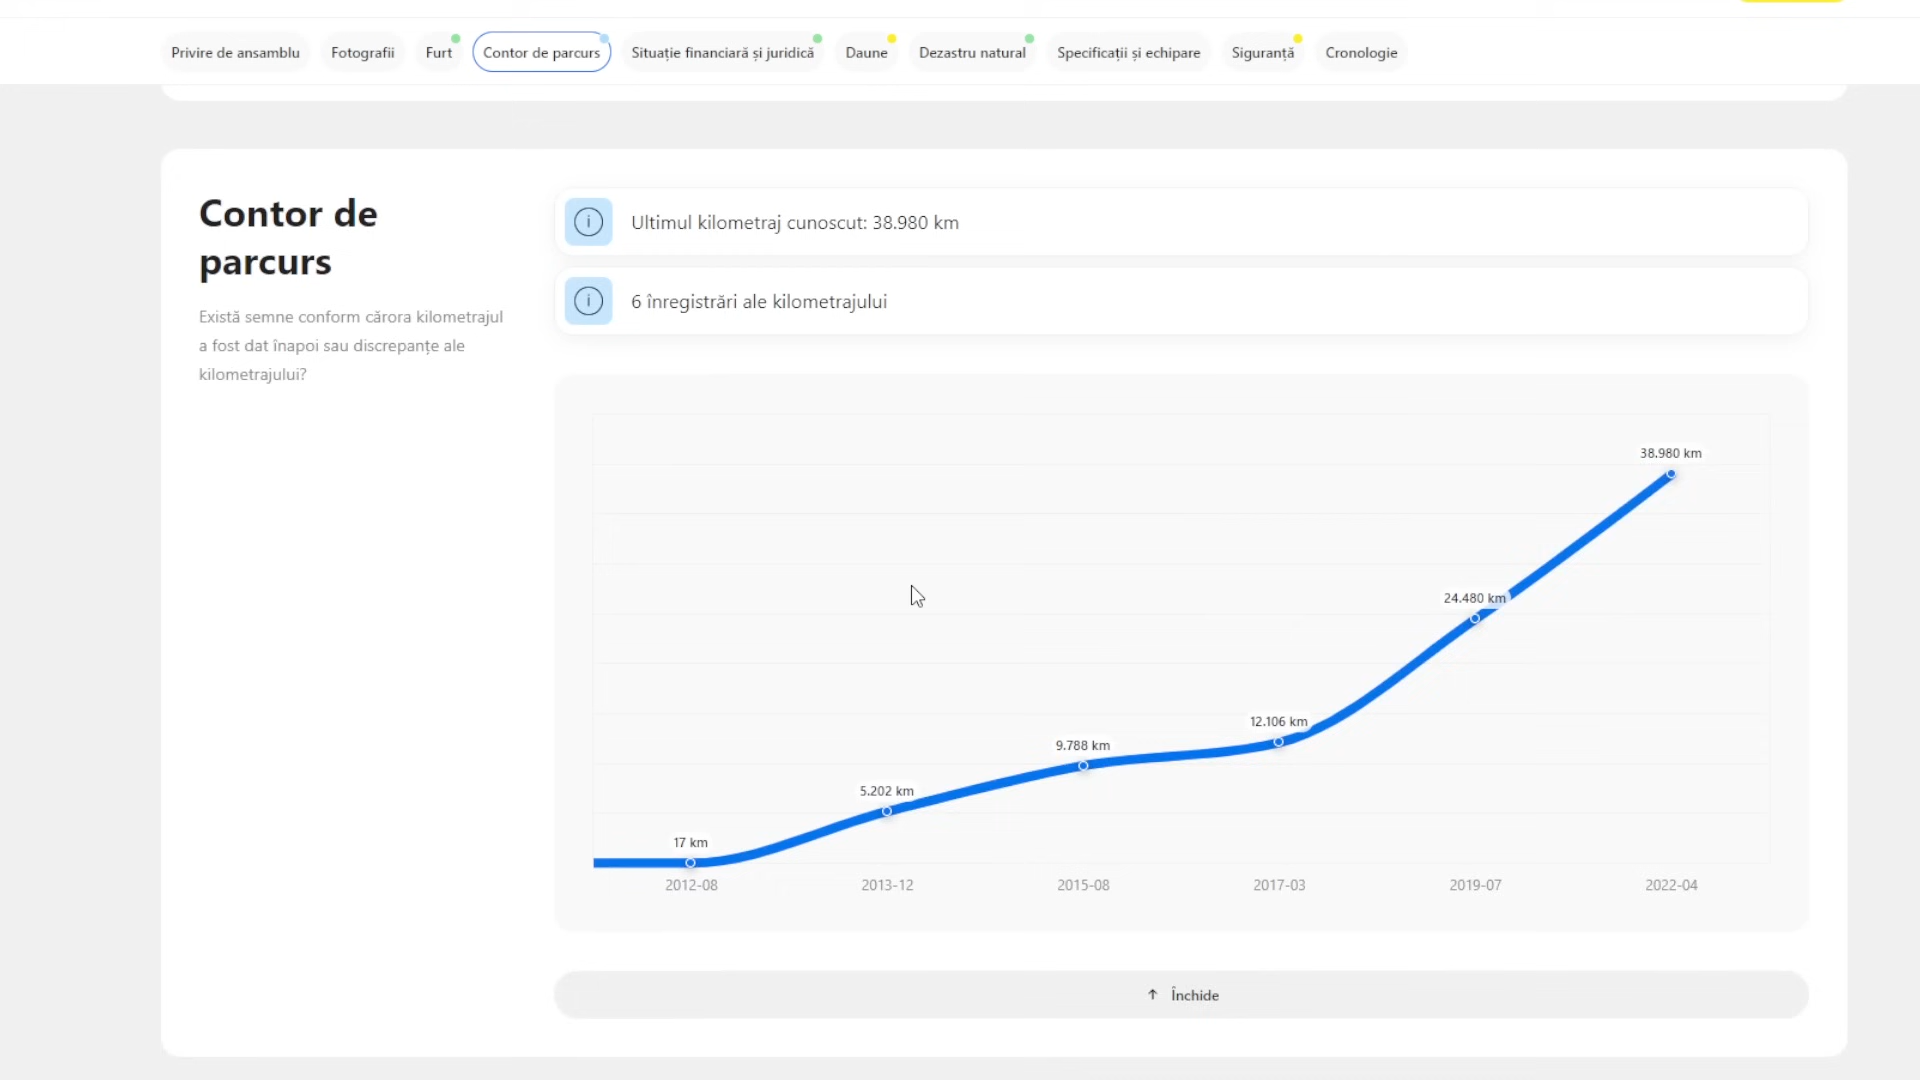 Privire de ansamblu
Fotografii
Furt
Contor de parcurs
Situație financiară și juridică
Daune
Dezastru natural
Specificații și echipare
Siguranță
Cronologie
Contor de
parcurs
Există semne conform cărora kilometrajul
a fost dat înapoi sau discrepanțe ale
kilometrajului?
Ultimul kilometraj cunoscut: 38.980 km
6 înregistrări ale kilometrajului
38.980 km
24.480 km
12.106 km
9.788 km
5.202 km
17 km
2012-08
2013-12
2015-08
2017-03
2019-07
2022-04
Închide